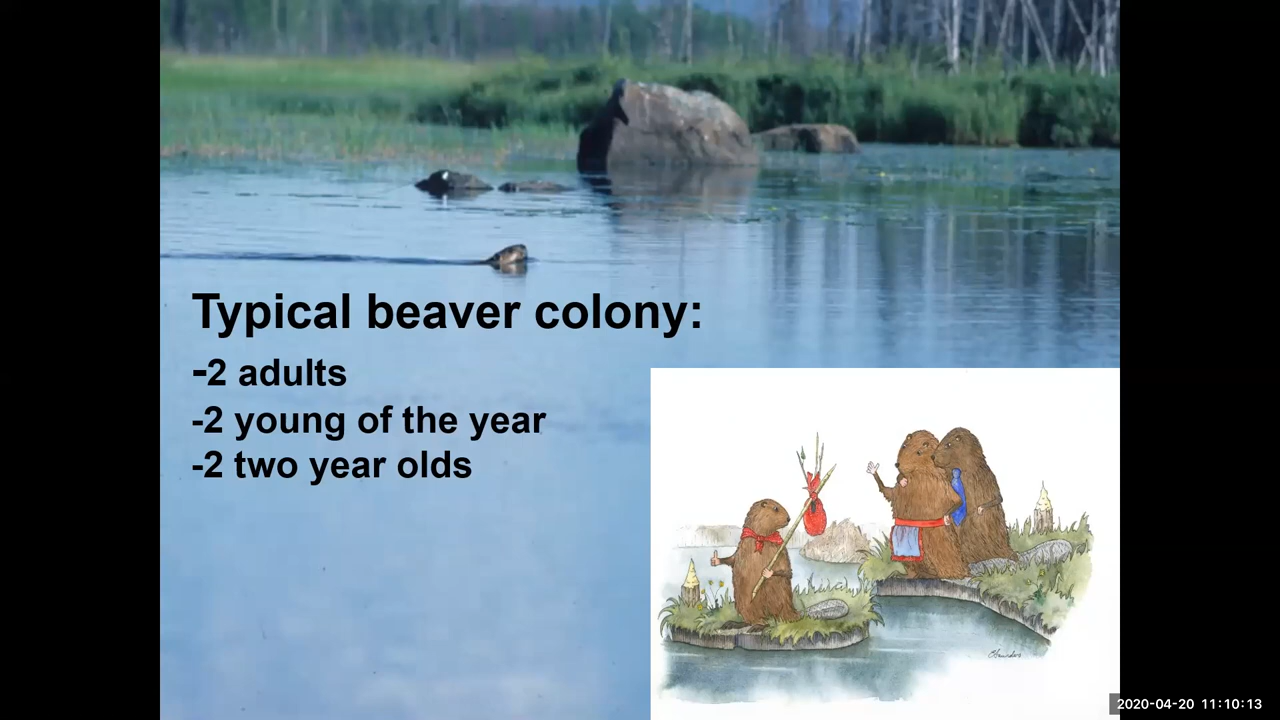 Typical beaver colony:
-2 adults
-2 young of the year
-2 two year olds
2020-04-20 11:10:13